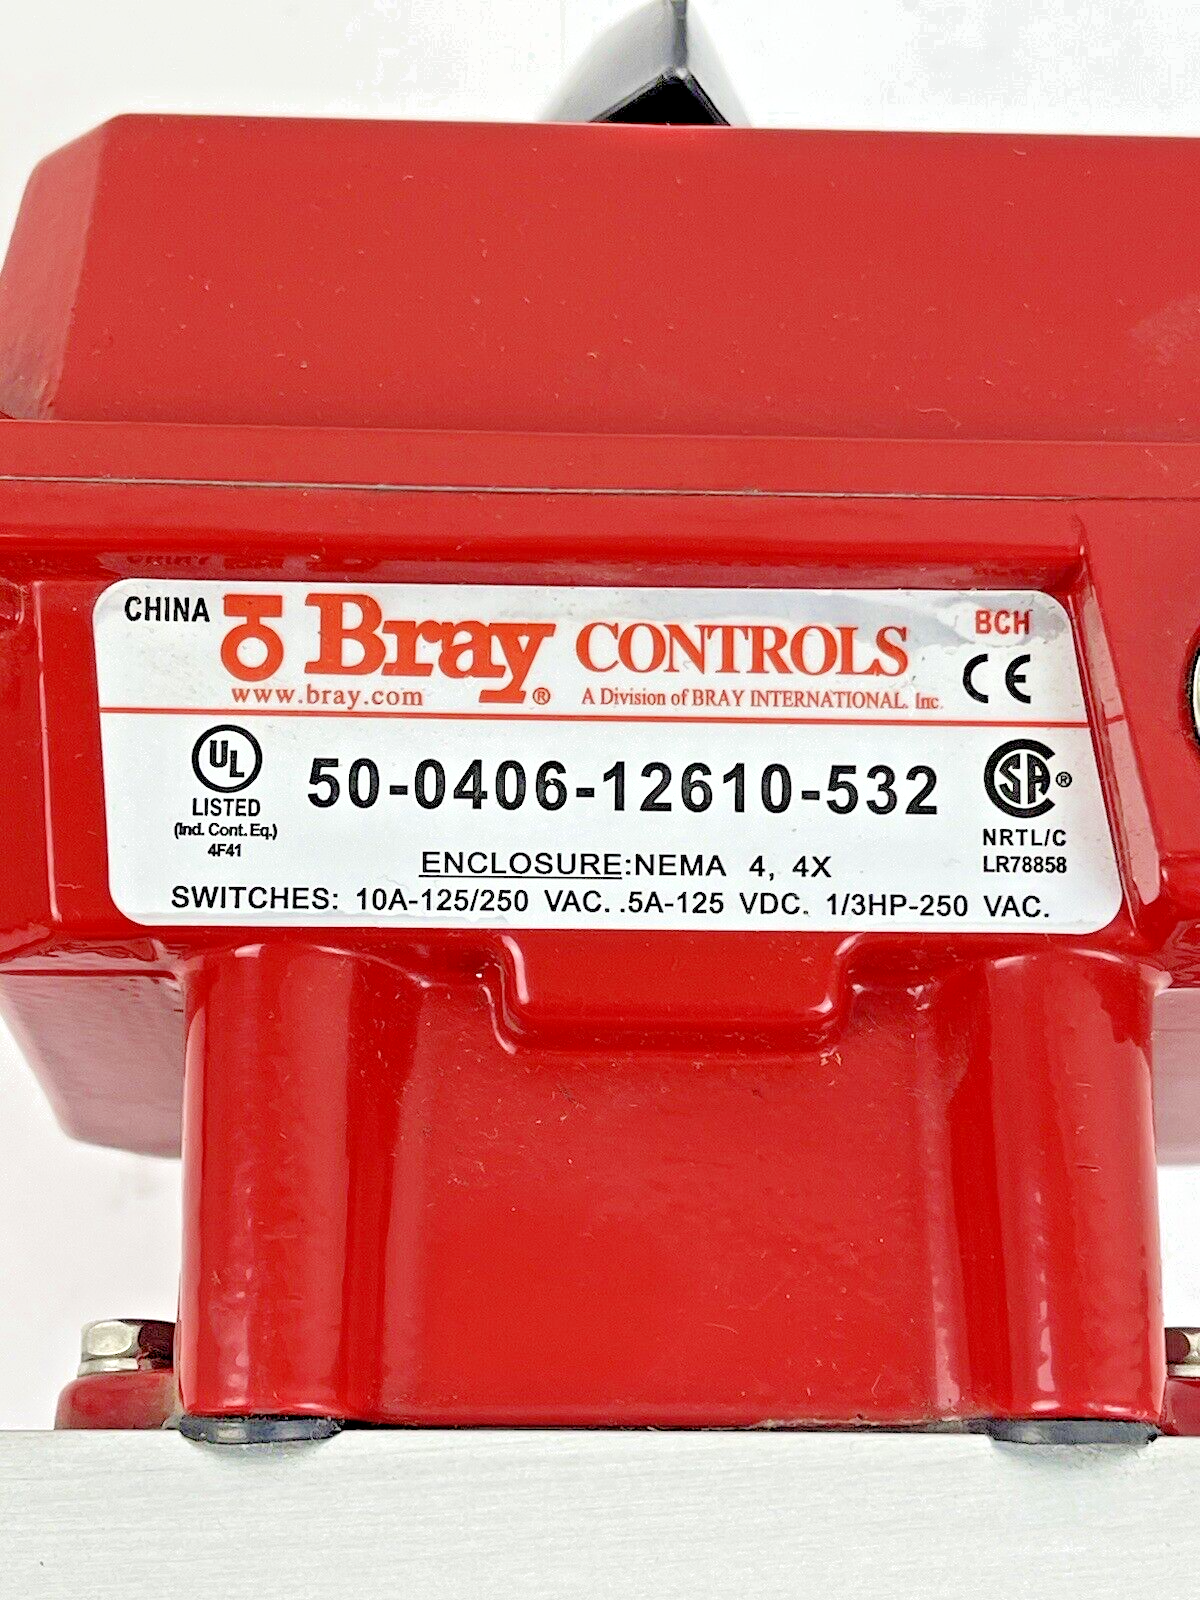 CHINA Bray® CONTROLS BCH
www.bray.com A Division of BRAY INTERNATIONAL, Inc. CE
UL 50-0406-12610-532 CSA®
LISTED
(Ind. Cont. Eq.) NRTL/C
4F41 ENCLOSURE:NEMA 4, 4X LR78858
SWITCHES: 10A-125/250 VAC. .5A-125 VDC. 1/3HP-250 VAC.